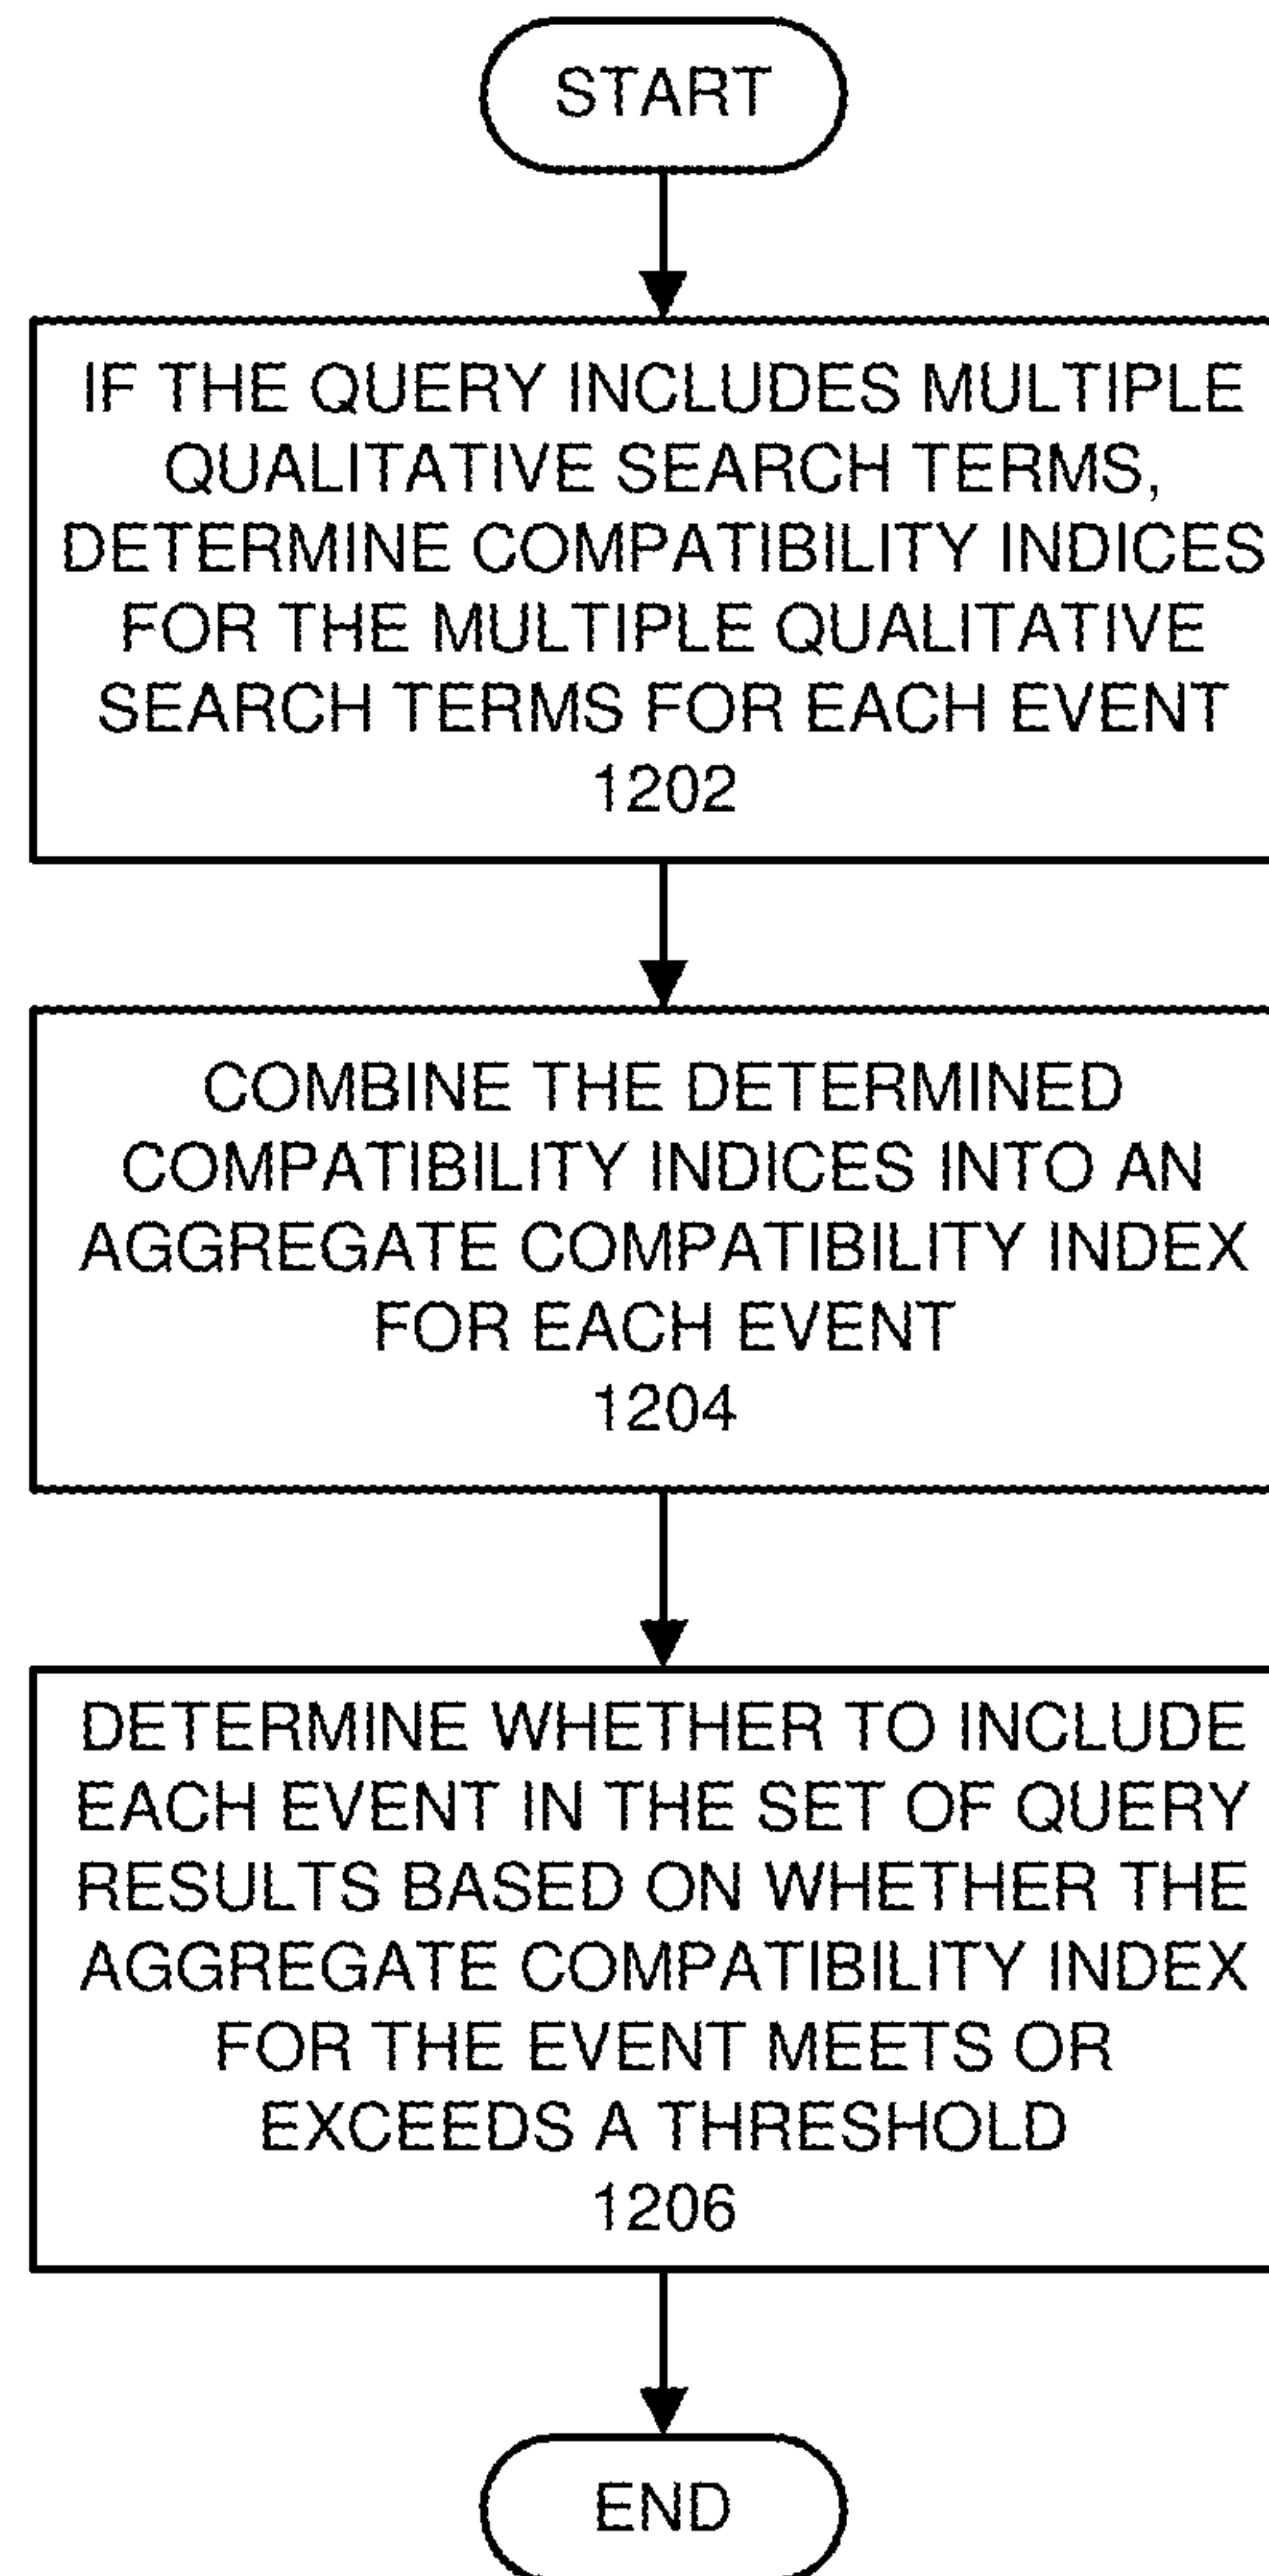 START
IF THE QUERY INCLUDES MULTIPLE
QUALITATIVE SEARCH TERMS,
DETERMINE COMPATIBILITY INDICES
FOR THE MULTIPLE QUALITATIVE
SEARCH TERMS FOR EACH EVENT
1202
COMBINE THE DETERMINED
COMPATIBILITY INDICES INTO AN
AGGREGATE COMPATIBILITY INDEX
FOR EACH EVENT
1204
DETERMINE WHETHER TO INCLUDE
EACH EVENT IN THE SET OF QUERY
RESULTS BASED ON WHETHER THE
AGGREGATE COMPATIBILITY INDEX
FOR THE EVENT MEETS OR
EXCEEDS A THRESHOLD
1206
END